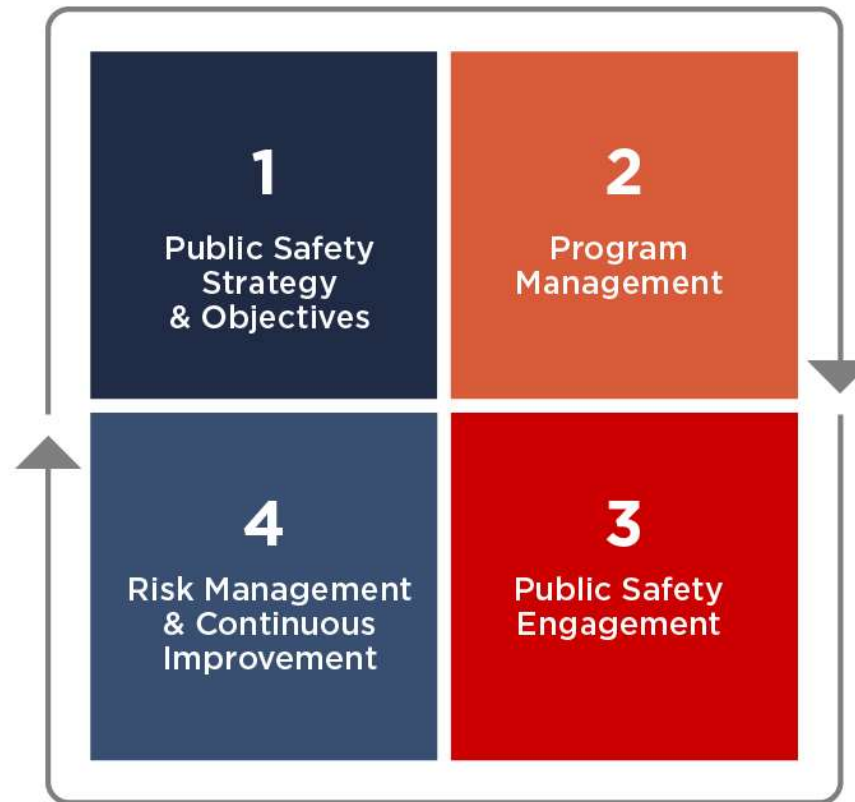 1
Public Safety
Strategy
& Objectives
2
Program
Management
3
Public Safety
Engagement
4
Risk Management
& Continuous
Improvement